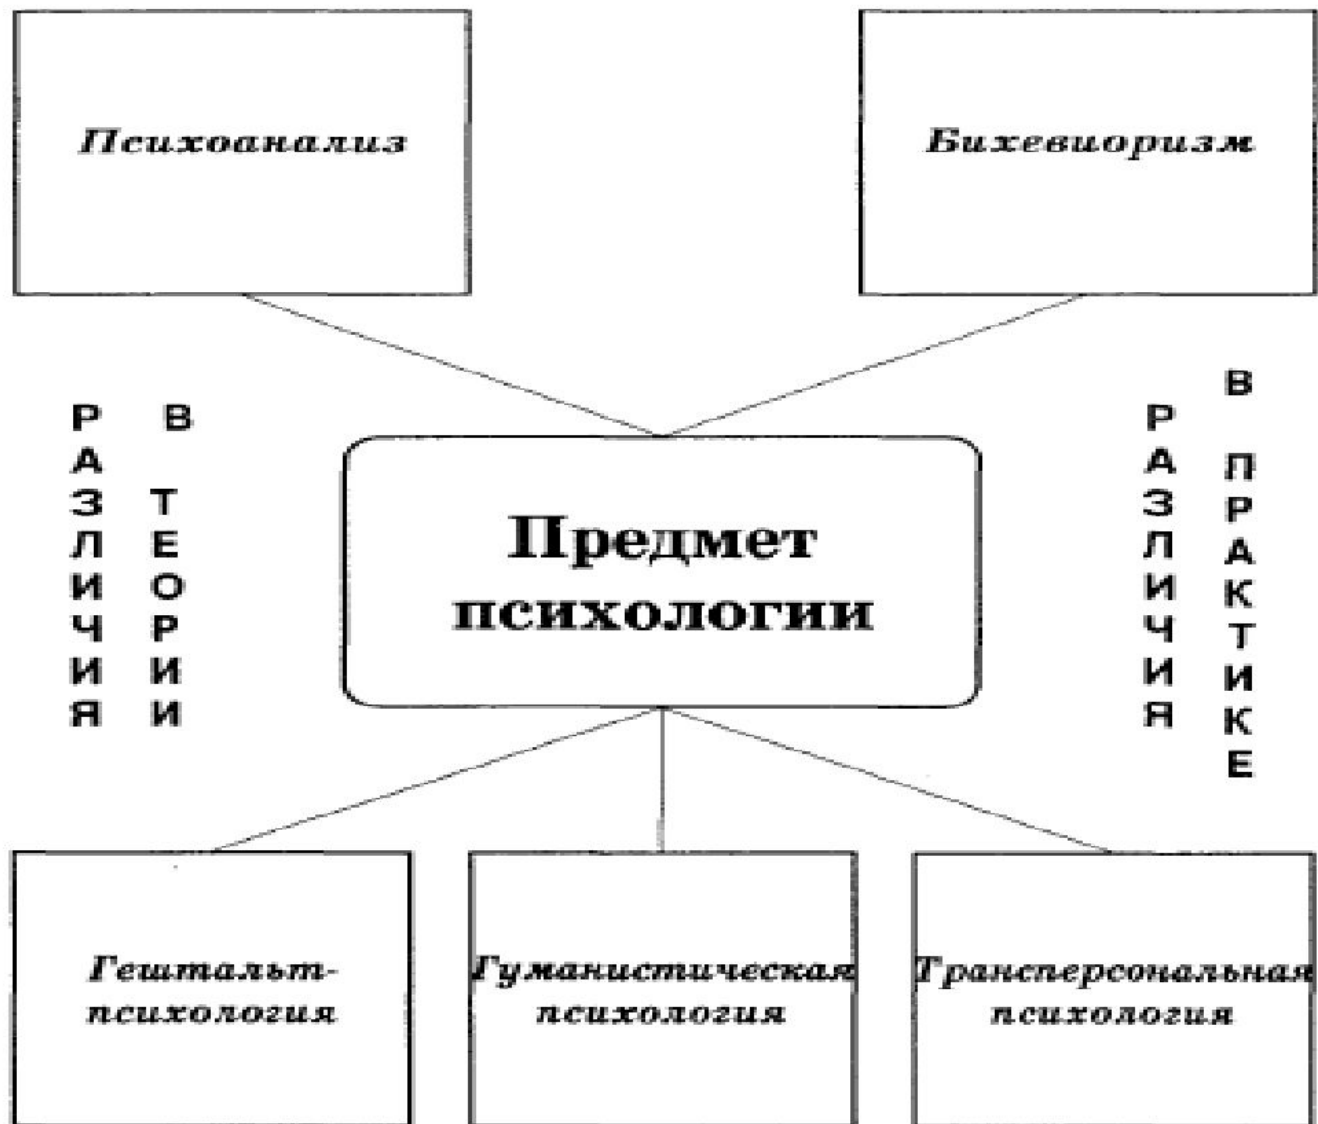 Психоанализ
Бихевиоризм
РАЗЛИЧИЯ
В ТЕОРИИ
Предмет
психологии
РАЗЛИЧИЯ
В ПРАКТИКЕ
Гештальт-
психология
Гуманистическая
психология
Трансперсональная
психология